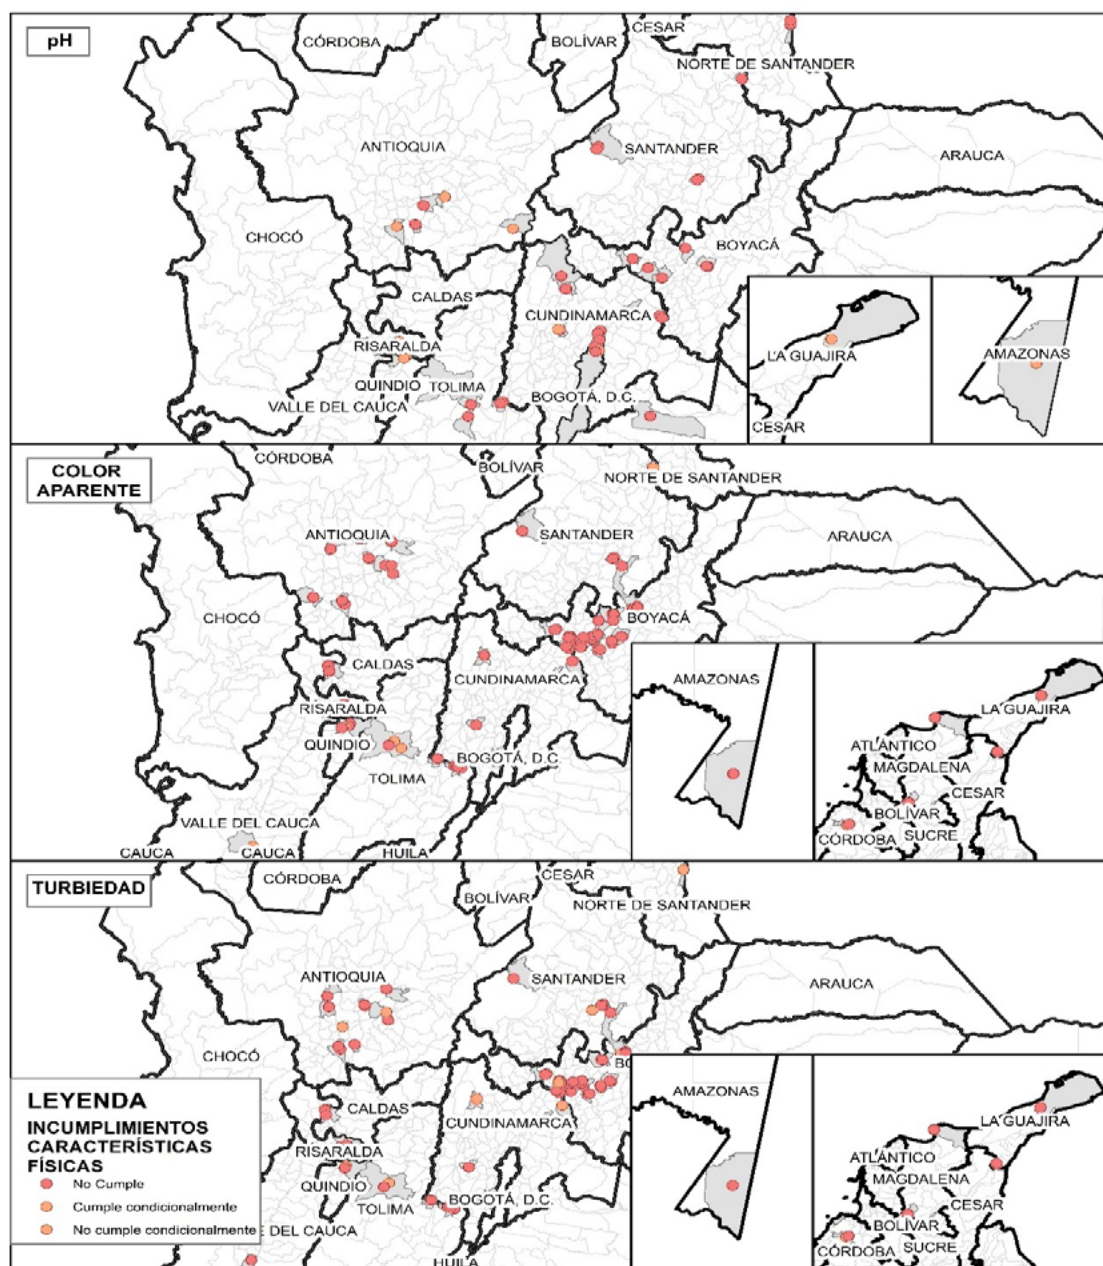 pH
CÓRDOBA
BOLÍVAR
CESAR
NORTE DE SANTANDER
ANTIOQUIA
SANTANDER
ARAUCA
CHOCÓ
BOYACÁ
CALDAS
CUNDINAMARCA
RISARALDA
QUINDIO
TOLIMA
VALLE DEL CAUCA
BOGOTÁ, D.C.
LA GUAJIRA
CESAR
AMAZONAS
COLOR
APARENTE
CÓRDOBA
BOLÍVAR
NORTE DE SANTANDER
ANTIOQUIA
SANTANDER
ARAUCA
CHOCÓ
BOYACÁ
CALDAS
CUNDINAMARCA
RISARALDA
QUINDIO
BOGOTÁ, D.C.
TOLIMA
VALLE DEL CAUCA
CAUCA
CAUCA
HUILA
AMAZONAS
LA GUAJIRA
ATLÁNTICO
MAGDALENA
CESAR
BOLÍVAR
CÓRDOBA
SUCRE
TURBIEDAD
CÓRDOBA
CESAR
BOLÍVAR
NORTE DE SANTANDER
ANTIOQUIA
SANTANDER
ARAUCA
CHOCÓ
BO
CALDAS
CUNDINAMARCA
RISARALDA
QUINDIO
TOLIMA
BOGOTÁ, D.C.
E DEL CAUCA
HUILA
AMAZONAS
LA GUAJIRA
ATLÁNTICO
MAGDALENA
CESAR
BOLÍVAR
CÓRDOBA
SUCRE
LEYENDA
INCUMPLIMIENTOS
CARACTERÍSTICAS
FÍSICAS
No Cumple
Cumple condicionalmente
No cumple condicionalmente